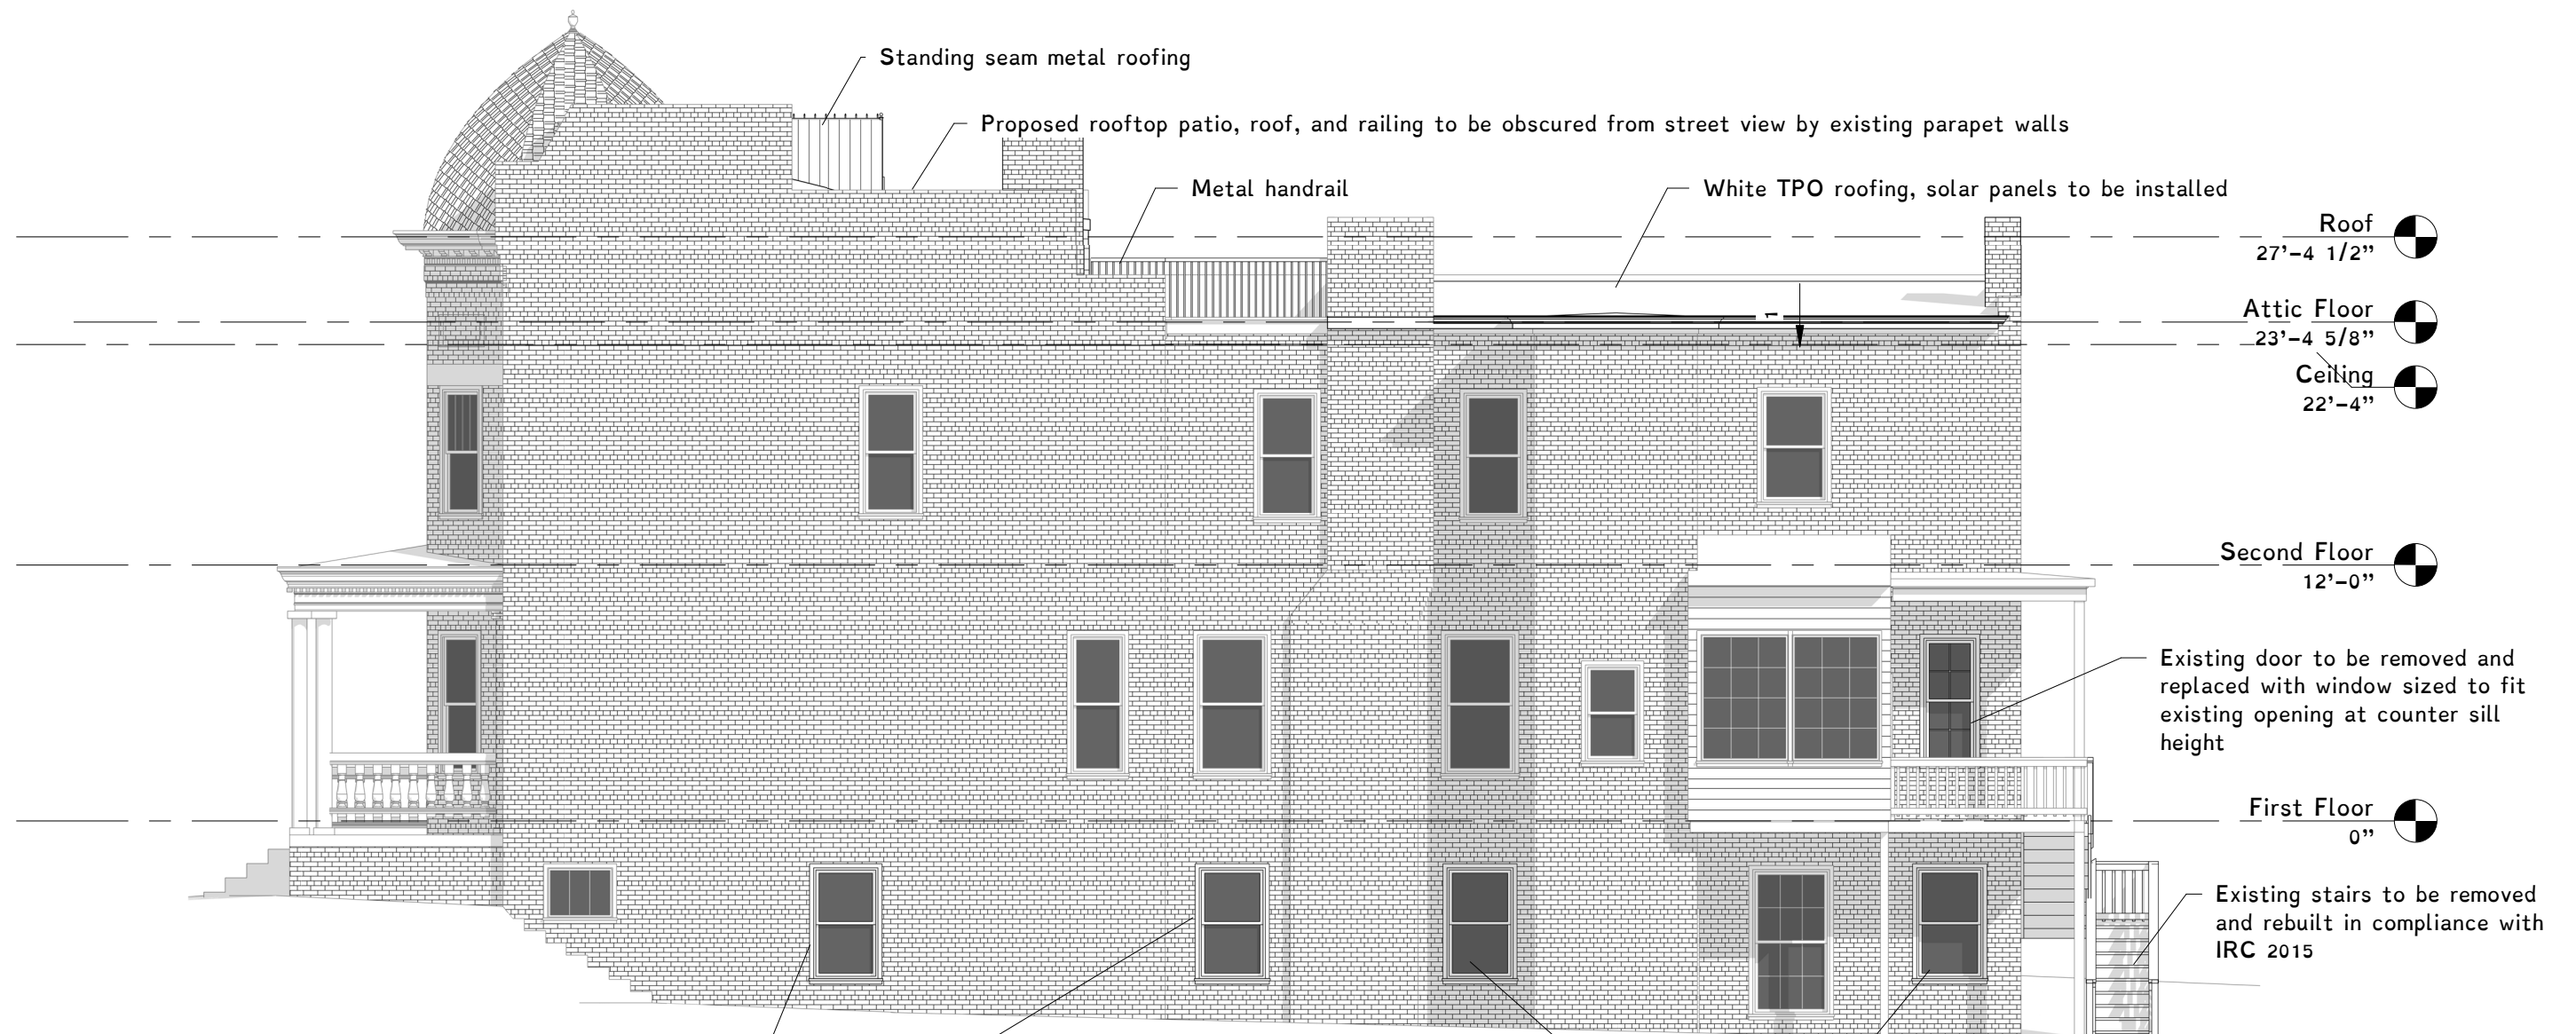 Standing seam metal roofing
Proposed rooftop patio, roof, and railing to be obscured from street view by existing parapet walls
Metal handrail
White TPO roofing, solar panels to be installed
Roof
27'-4 1/2"
1
Attic Floor
23'-4 5/8"
Ceiling
22'-4"
Second Floor
12'-0"
Existing door to be removed and
replaced with window sized to fit
existing opening at counter sill
height
First Floor
0"
Existing stairs to be removed
and rebuilt in compliance with
IRC 2015